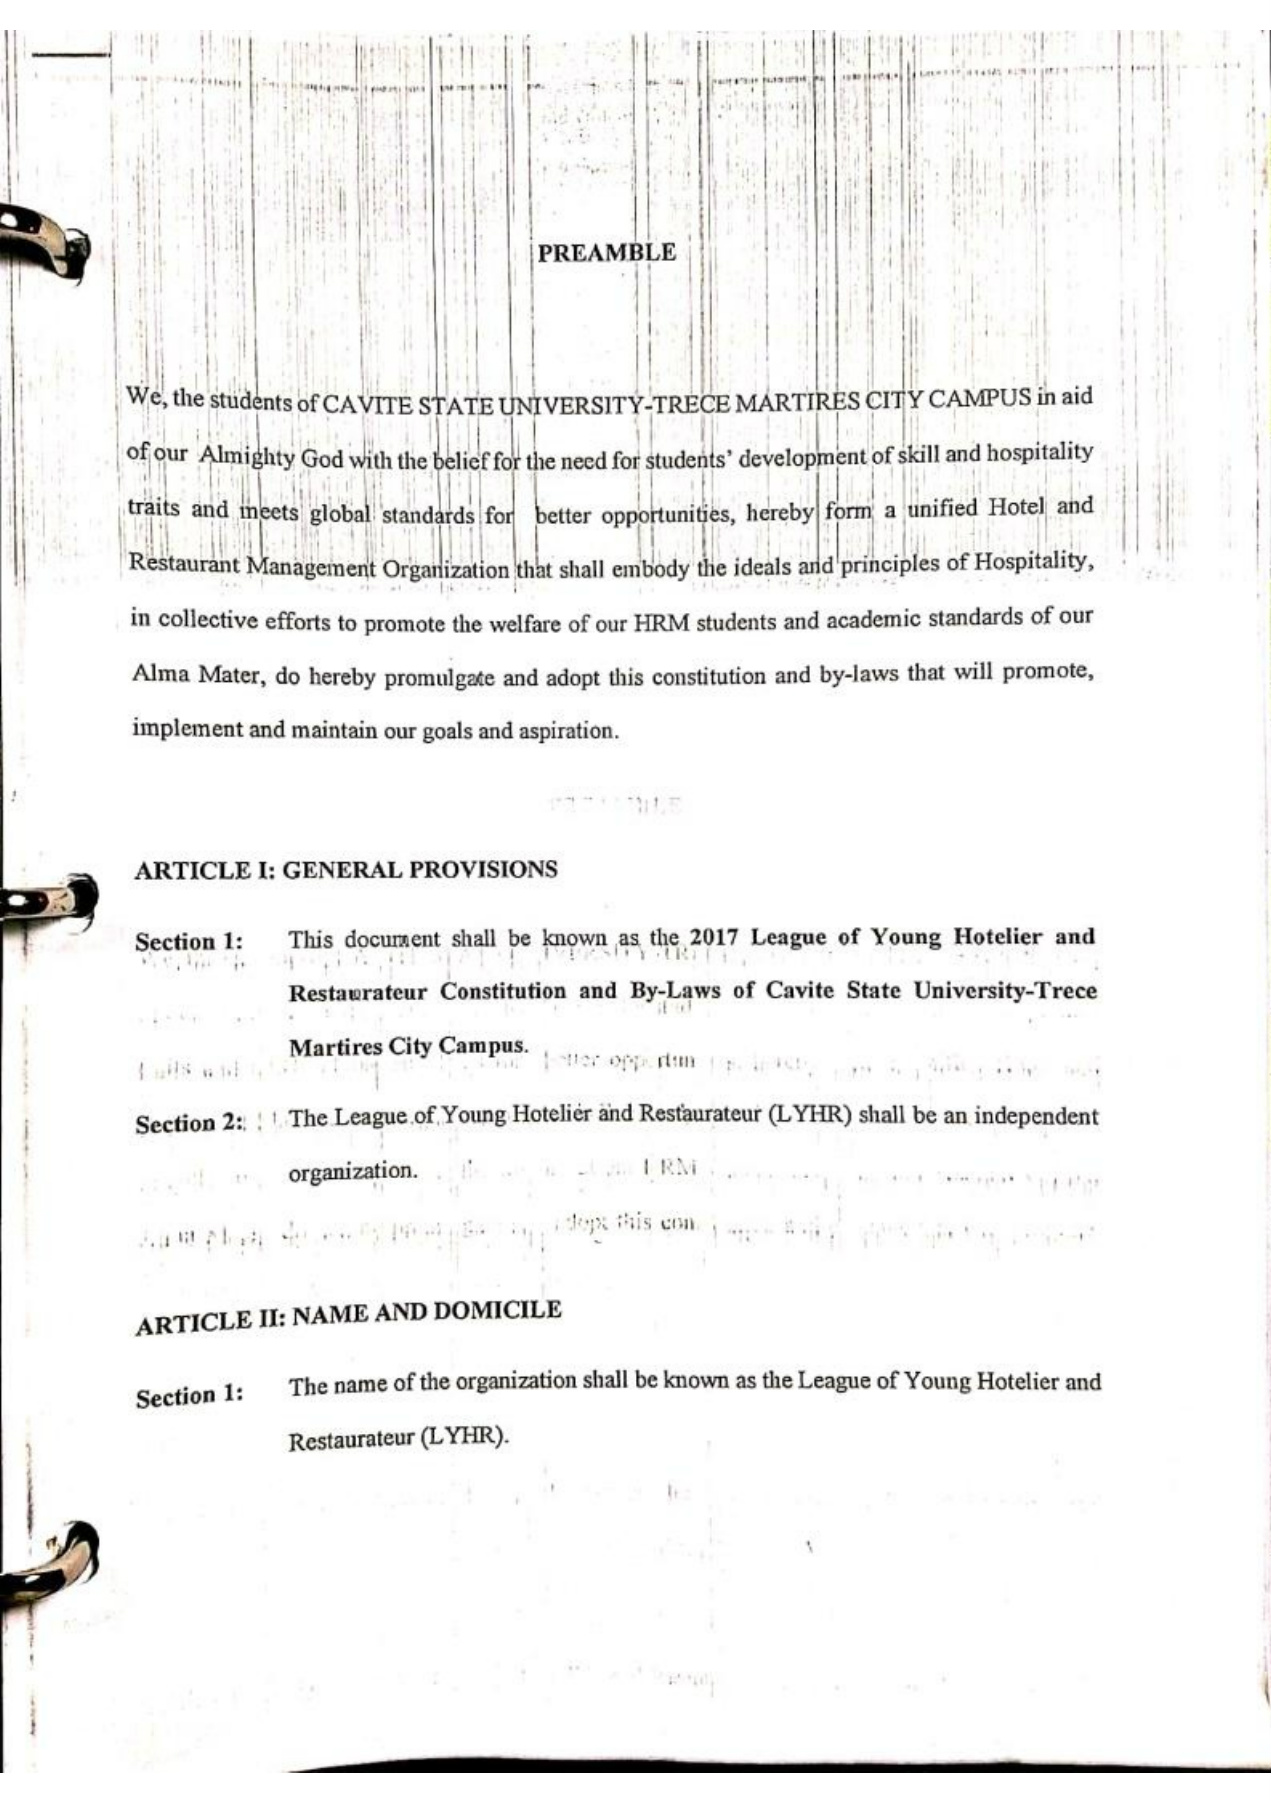 PREAMBLE
We, the students of CAVITE STATE UNIVERSITY-TRECE MARTIRES CITY CAMPUS in aid
of our Almighty God with the belief for the need for students' development of skill and hospitality
traits and meets global standards for better opportunities, hereby form a unified Hotel and
Restaurant Management Organization that shall embody the ideals and principles of Hospitality,
in collective efforts to promote the welfare of our HRM students and academic standards of our
Alma Mater, do hereby promulgate and adopt this constitution and by-laws that will promote,
implement and maintain our goals and aspiration.
ARTICLE I: GENERAL PROVISIONS
Section 1: This document shall be known as the 2017 League of Young Hotelier and
Restaurateur Constitution and By-Laws of Cavite State University-Trece
Martires City Campus.
Section 2: The League of Young Hotelier and Restaurateur (LYHR) shall be an independent
organization.
ARTICLE II: NAME AND DOMICILE
Section 1: The name of the organization shall be known as the League of Young Hotelier and
Restaurateur (LYHR).